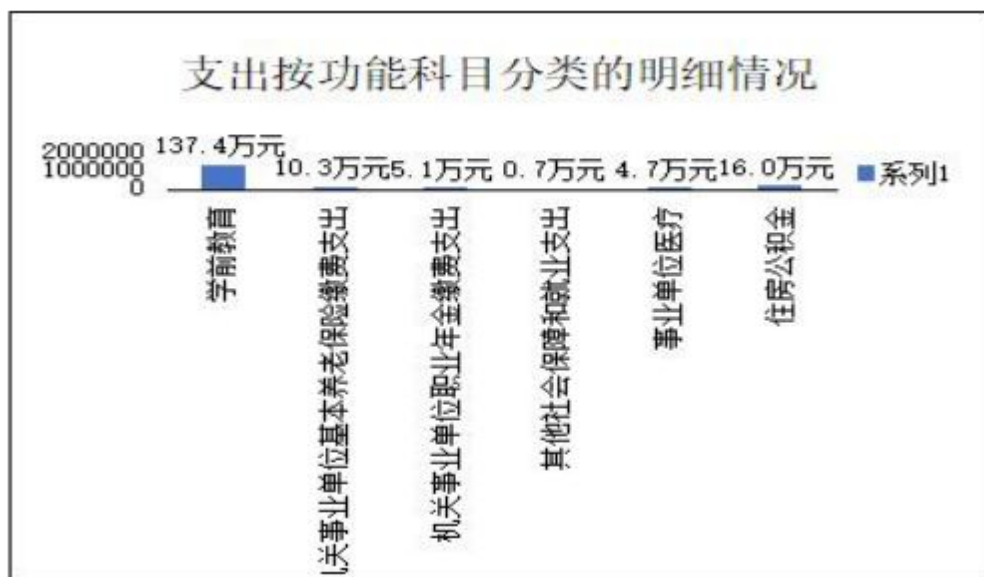 支出按功能科目分类的明细情况
2000000
1000000
0
137.4万元
10.3万元
5.1万元
0.7万元
4.7万元
16.0万元
系列1
学前教育
关事业单位基本养老保险缴费支出
机关事业单位职业年金缴费支出
其他社会保障和就业支出
事业单位医疗
住房公积金